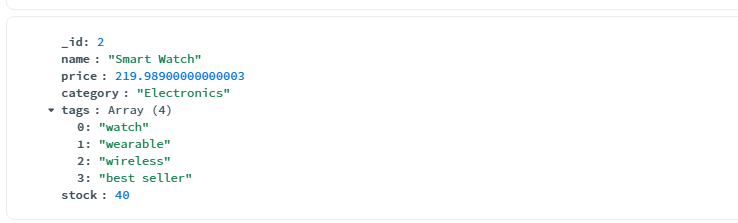 _id: 2
name : "Smart Watch"
price : 219.98900000000003
category : "Electronics"
tags : Array (4)
0: "watch"
1: "wearable"
2: "wireless"
3: "best seller"
stock : 40